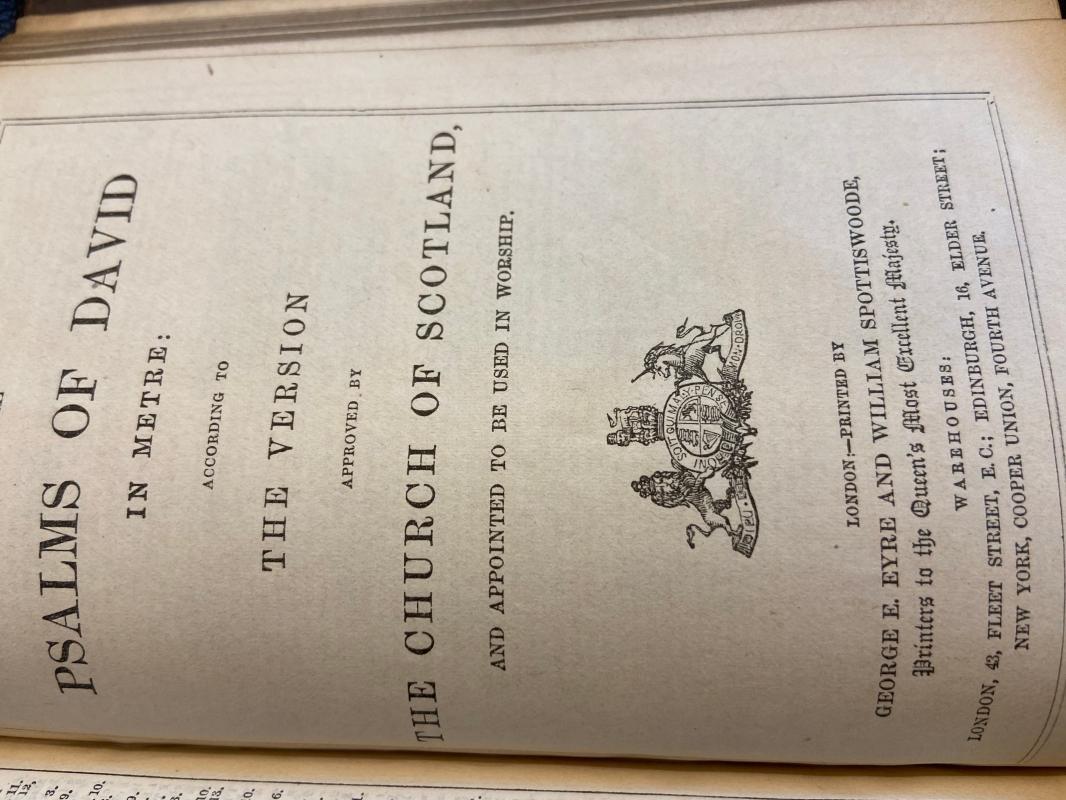 PSALMS OF DAVID
IN METRE:
ACCORDING TO
THE VERSION
APPROVED BY
THE CHURCH OF SCOTLAND,
AND APPOINTED TO BE USED IN WORSHIP.
LONDON:—PRINTED BY
GEORGE E. EYRE AND WILLIAM SPOTTISWOODE,
Printers to the Queen's Most Excellent Majesty.
WAREHOUSES:
LONDON, 43, FLEET STREET, E.C.; EDINBURGH, 16, ELDER STREET;
NEW YORK, COOPER UNION, FOURTH AVENUE.